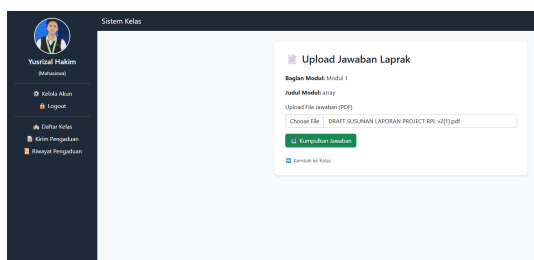 Sistem Kelas
Yusrizal Hakim
(Mahasiswa)
Kelola Akun
Logout
Daftar Kelas
Kirim Pengaduan
Riwayat Pengaduan
Upload Jawaban Laprak
Bagian Modul: Modul 1
Judul Modul: array
Upload File Jawaban (PDF)
Choose File DRAFT SUSUNAN LAPORAN PROJECT RPL v2[1].pdf
Kumpulkan Jawaban
Kembali ke Kelas